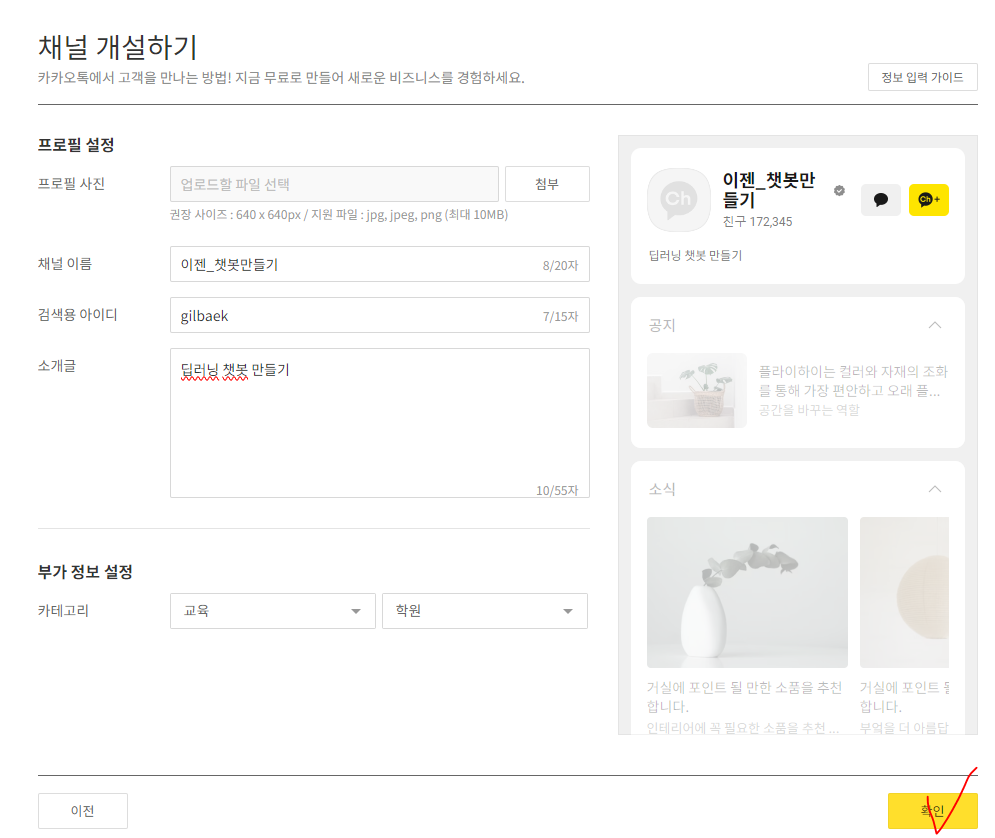 채널 개설하기
카카오톡에서 고객을 만나는 방법! 지금 무료로 만들어 새로운 비즈니스를 경험하세요.
정보 입력 가이드
프로필 설정
프로필 사진
업로드할 파일 선택
첨부
권장 사이즈 : 640 x 640px / 지원 파일 : jpg, jpeg, png (최대 10MB)
채널 이름
이젠_챗봇만들기
8/20자
검색용 아이디
gilbaek
7/15자
소개글
딥러닝 챗봇 만들기
10/55자
부가 정보 설정
카테고리
교육
학원
Ch
이젠_챗봇만
들기
친구 172,345
Ch+
딥러닝 챗봇 만들기
공지
플라이하이는 컬러와 자재의 조화
를 통해 가장 편안하고 오래 플...
공간을 바꾸는 역할
소식
거실에 포인트 될 만한 소품을 추천
합니다.
인테리어에 꼭 필요한 소품을 추천 ...
거실에 포인트 될
합니다.
부엌을 더 아름답
이전
확인